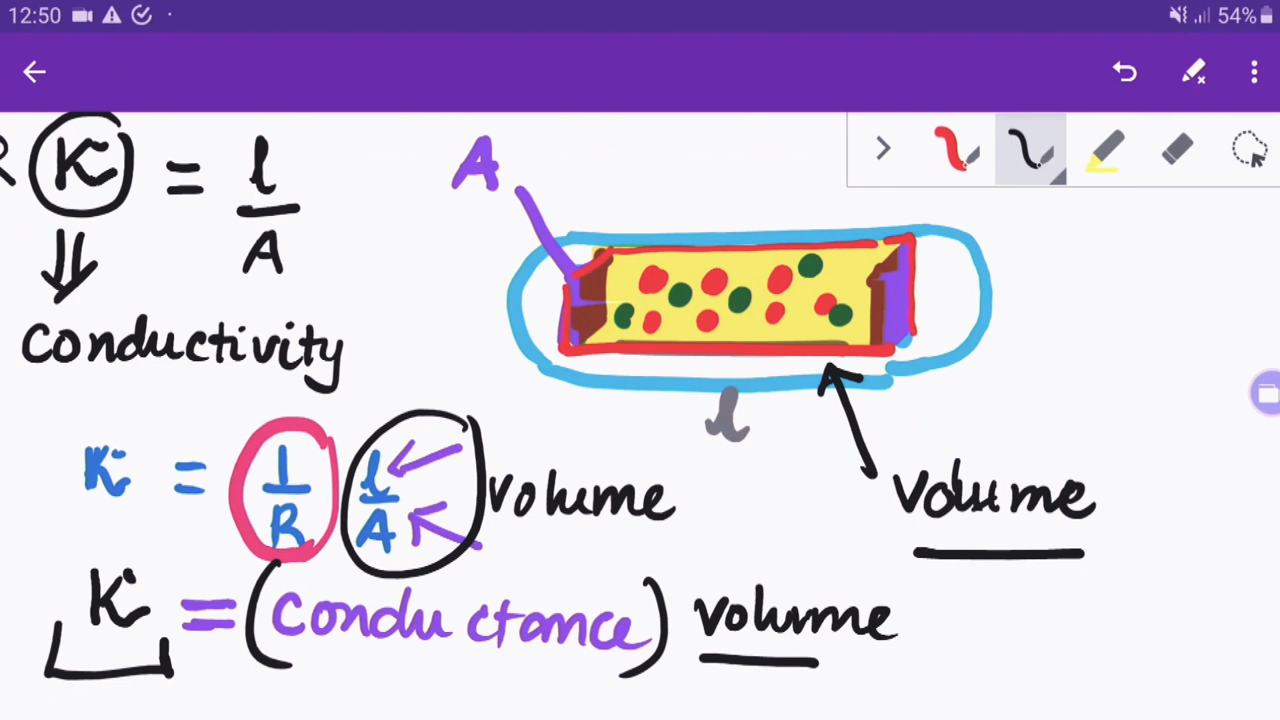 12:50 54%
K = l/A
A
Conductivity
l
K = 1/R l/A volume
volume
K = (Conductance) volume